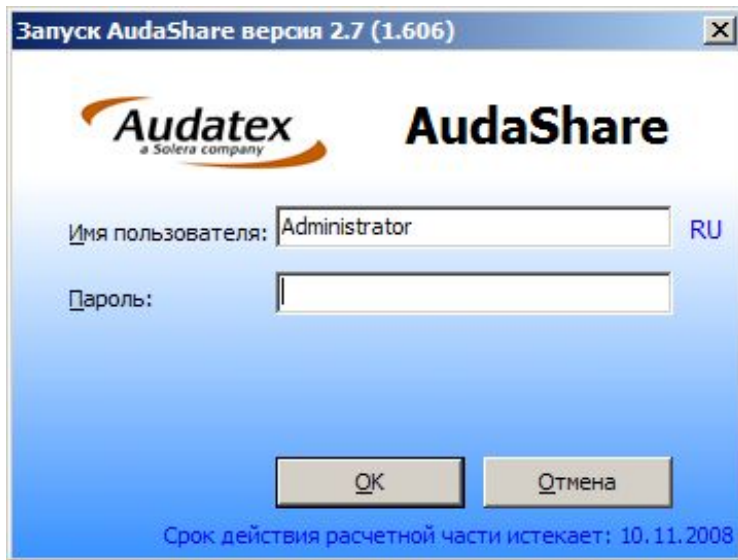 Запуск AudaShare версия 2.7 (1.606)
Audatex
a Solera company
AudaShare
Имя пользователя: Administrator RU
Пароль:
OK Отмена
Срок действия расчетной части истекает: 10.11.2008